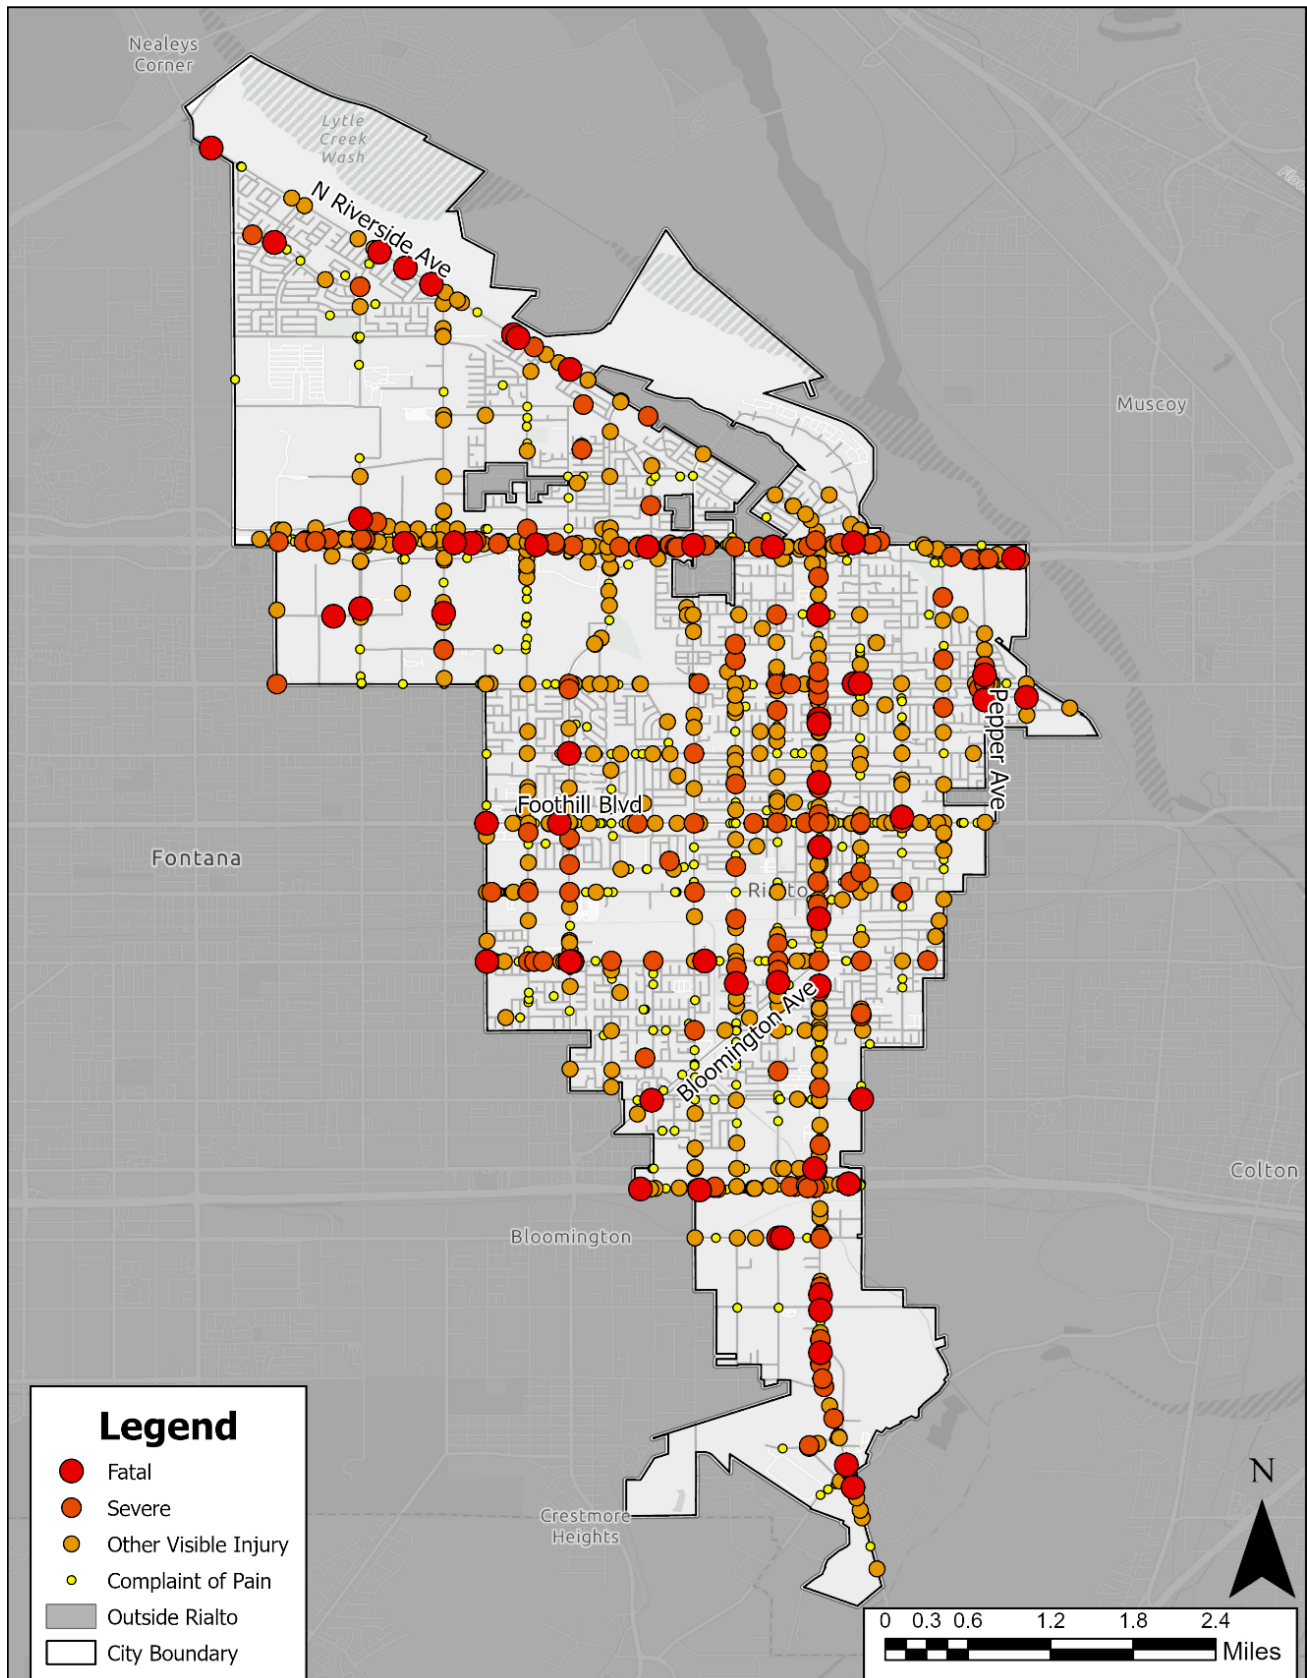 Nealeys
Corner
Lytle
Creek
Wash
N Riverside Ave
Muscoy
Pepper Ave
Foothill Blvd
Fontana
Bloomington Ave
Colton
Bloomington
Legend
Fatal
Severe
Other Visible Injury
Complaint of Pain
Outside Rialto
City Boundary
Crestmore
Heights
N
0 0.3 0.6 1.2 1.8 2.4
Miles